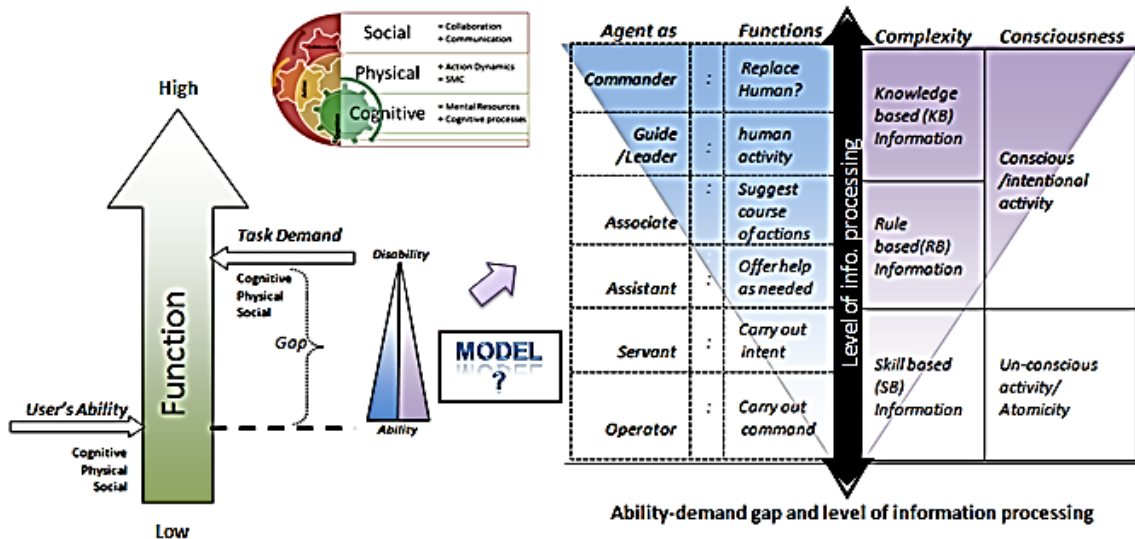 Social
= Collaboration
+ Communication
Physical
+ Action Dynamics
= SMC
Cognitive
+ Mental Resources
+ Cognitive processes
High
Function
Low
Task Demand
Cognitive
Physical
Social
Gap
User's Ability
Cognitive
Physical
Social
Disability
Ability
MODEL
?
Agent as
Functions
Complexity
Consciousness
Commander
:
Replace
Human?
Guide
/Leader
:
human
activity
Associate
:
Suggest
course
of actions
Assistant
:
Offer help
as needed
Servant
:
Carry out
intent
Operator
:
Carry out
command
Level of info. processing
Knowledge
based (KB)
Information
Rule
based(RB)
Information
Skill based
(SB)
Information
Conscious
/intentional
activity
Un-conscious
activity/
Atomicity
Ability-demand gap and level of information processing